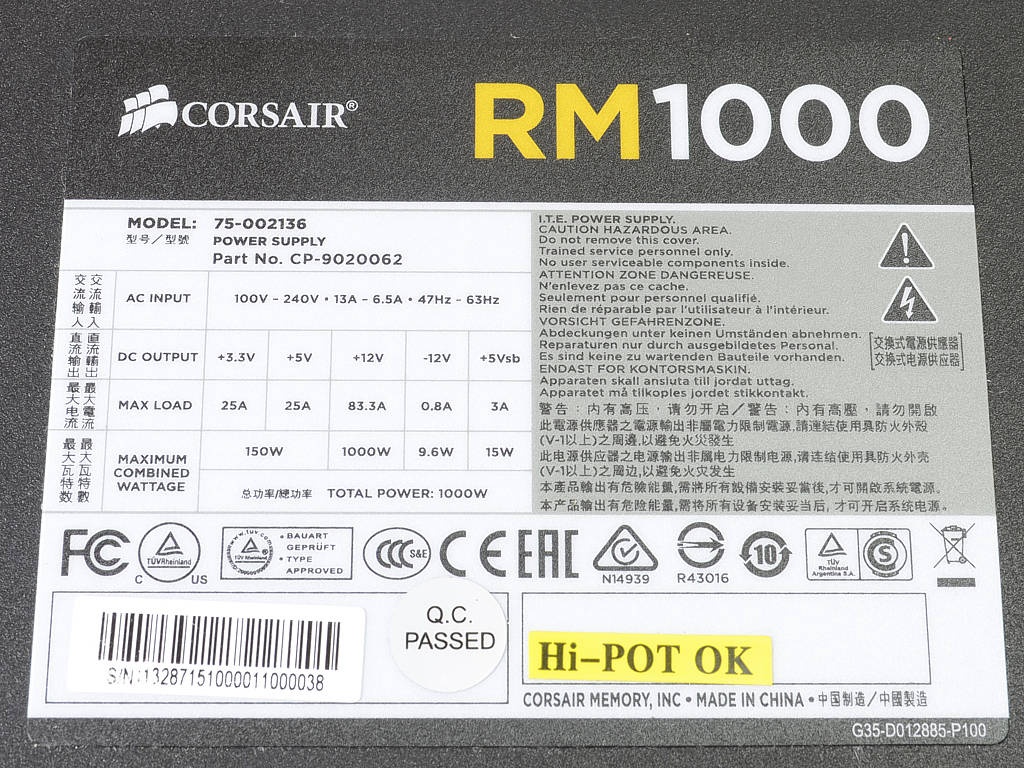 CORSAIR®
RM1000
MODEL: 75-002136
型号/型號 POWER SUPPLY
Part No. CP-9020062
交流输入 交流輸入 AC INPUT 100V - 240V • 13A - 6.5A • 47Hz - 63Hz
直流输出 直流輸出 DC OUTPUT +3.3V +5V +12V -12V +5Vsb
最大电流 最大電流 MAX LOAD 25A 25A 83.3A 0.8A 3A
最大瓦特数 最大瓦特數 MAXIMUM COMBINED WATTAGE 150W 1000W 9.6W 15W
总功率/總功率 TOTAL POWER: 1000W
I.T.E. POWER SUPPLY.
CAUTION HAZARDOUS AREA.
Do not remove this cover.
Trained service personnel only.
No user serviceable components inside.
ATTENTION ZONE DANGEREUSE.
N'enlevez pas ce cache.
Seulement pour personnel qualifié.
Rien de réparable par l'utilisateur à l'intérieur.
VORSICHT GEFAHRENZONE.
Abdeckungen unter keinen Umständen abnehmen.
Reparaturen nur durch ausgebildetes Personal.
Es sind keine zu wartenden Bauteile vorhanden.
ENDAST FOR KONTORSMASKIN.
Apparaten skall ansluta till jordat uttag.
Apparatet må tilkoples jordet stikkontakt.
警告：内有高压，请勿开启/警告：內有高壓，請勿開啟
此電源供應器之電源輸出非屬電力限制電源,請連結使用具防火外殼
(V-1以上)之周邊,以避免火災發生
此电源供应器之电源输出非属电力限制电源,请连结使用具防火外壳
(V-1以上)之周边,以避免火灾发生
本產品輸出有危險能量,需將所有設備安裝妥當後,才可開啟系統電源。
本产品输出有危险能量,需将所有设备安装妥当后,才可开启系统电源。
交換式電源供應器
交换式电源供应器
FC
TÜVRheinland
C US
www.tuv.com
TÜV Rheinland
• BAUART
GEPRÜFT
• TYPE
APPROVED
CCC S&E
CE
EAC
N14939
R43016
10
TÜV
Rheinland
Argentina S.A.
S
S/N:13287151000011000038
Q.C.
PASSED
Hi-POT OK
CORSAIR MEMORY, INC • MADE IN CHINA • 中国制造/中國製造
G35-D012885-P100